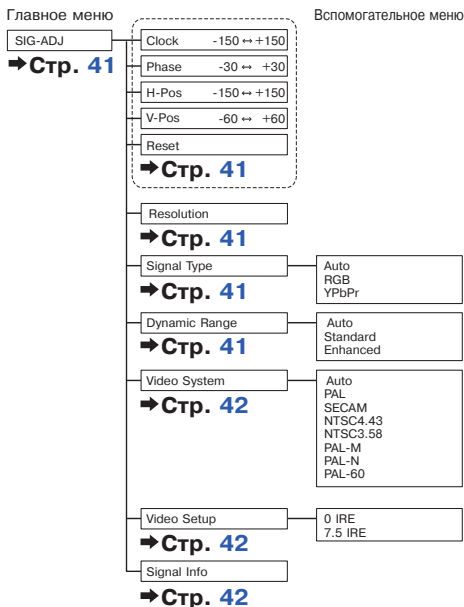 Главное меню
Вспомогательное меню
SIG-ADJ
➡Стр. 41
Clock -150 ↔ +150
Phase -30 ↔ +30
H-Pos -150 ↔ +150
V-Pos -60 ↔ +60
Reset
➡Стр. 41
Resolution
➡Стр. 41
Signal Type
➡Стр. 41
Auto
RGB
YPbPr
Dynamic Range
➡Стр. 41
Auto
Standard
Enhanced
Video System
➡Стр. 42
Auto
PAL
SECAM
NTSC4.43
NTSC3.58
PAL-M
PAL-N
PAL-60
Video Setup
➡Стр. 42
0 IRE
7.5 IRE
Signal Info
➡Стр. 42